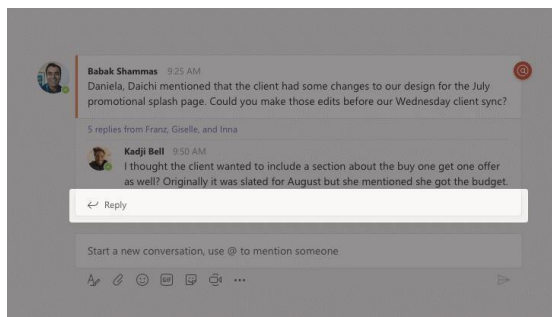 Babak Shammas 9:25 AM
Daniela, Daichi mentioned that the client had some changes to our design for the July
promotional splash page. Could you make those edits before our Wednesday client sync?
5 replies from Franz, Giselle, and Inna
Kadji Bell 9:50 AM
I thought the client wanted to include a section about the buy one get one offer
as well? Originally it was slated for August but she mentioned she got the budget.
Reply
Start a new conversation, use @ to mention someone
GIF